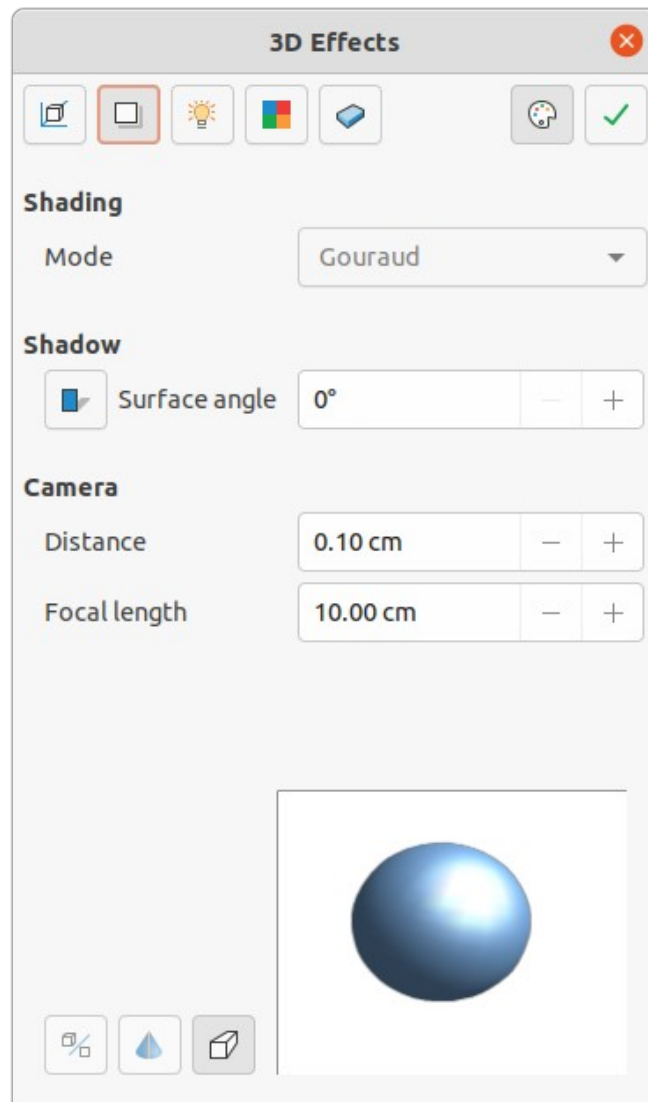 3D Effects
Shading
Mode Gouraud
Shadow
Surface angle 0°
Camera
Distance 0.10 cm
Focal length 10.00 cm